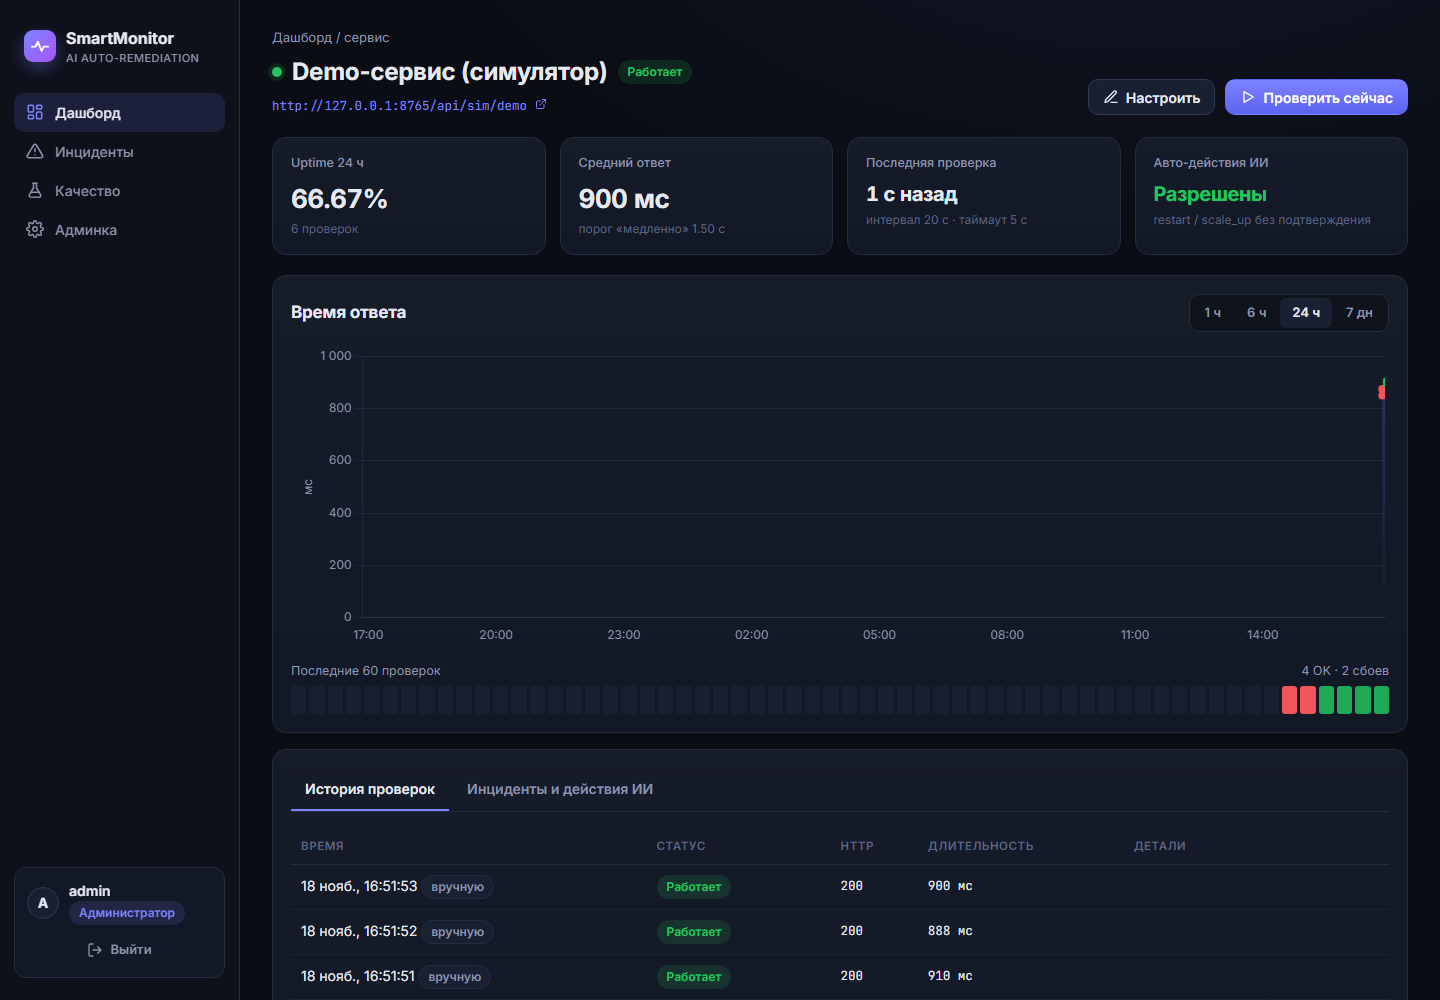 SmartMonitor
AI AUTO-REMEDIATION
Дашборд
Инциденты
Качество
Админка
A
admin
Администратор
Выйти
Дашборд / сервис
Demo-сервис (симулятор) Работает
http://127.0.0.1:8765/api/sim/demo
Настроить
Проверить сейчас
Uptime 24 ч
66.67%
6 проверок
Средний ответ
900 мс
порог «медленно» 1.50 с
Последняя проверка
1 с назад
интервал 20 с · таймаут 5 с
Авто-действия ИИ
Разрешены
restart / scale_up без подтверждения
Время ответа
1 ч 6 ч 24 ч 7 дн
1 000
800
600
400
200
0
мс
17:00 20:00 23:00 02:00 05:00 08:00 11:00 14:00
Последние 60 проверок
4 OK · 2 сбоев
История проверок Инциденты и действия ИИ
ВРЕМЯ СТАТУС HTTP ДЛИТЕЛЬНОСТЬ ДЕТАЛИ
18 нояб., 16:51:53 вручную Работает 200 900 мс
18 нояб., 16:51:52 вручную Работает 200 888 мс
18 нояб., 16:51:51 вручную Работает 200 910 мс